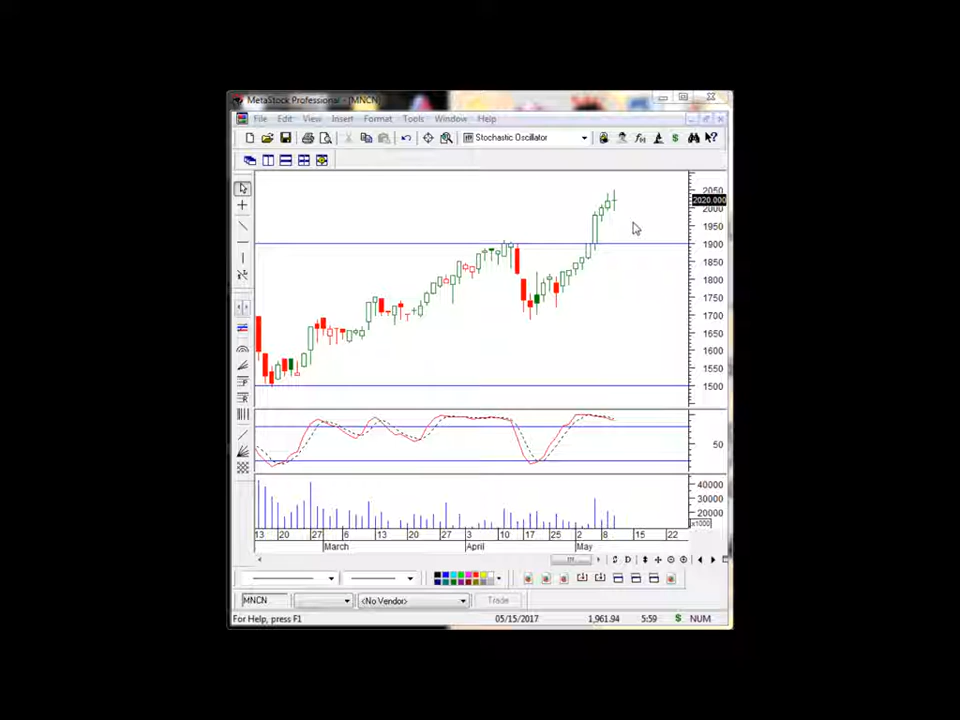 MetaStock Professional - [MNCN]
File Edit View Insert Format Tools Window Help
Stochastic Oscillator
2050
2020.000
2000
1950
1900
1850
1800
1750
1700
1650
1600
1550
1500
50
40000
30000
20000
x1000
13 20 27 6 13 20 27 3 10 17 25 2 8 15 22
March April May
MNCN <No Vendor> Trade
For Help, press F1 05/15/2017 1,961.94 5:59 $ NUM